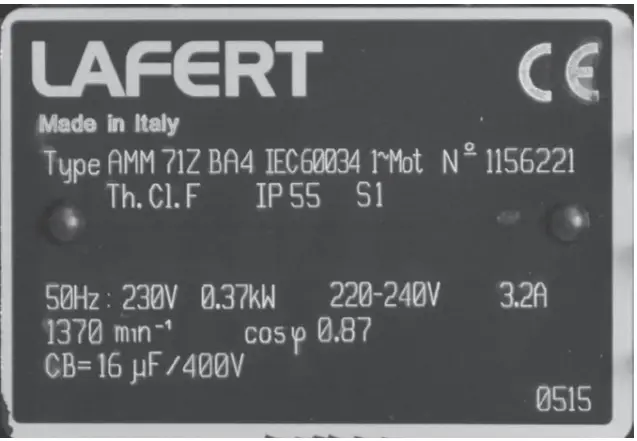 LAFERT
CE
Made in Italy
Type AMM 71Z BA4 IEC60034 1~Mot Nº 1156221
Th. Cl. F IP 55 S1
50Hz : 230V 0.37kW 220-240V 3.2A
1370 min⁻¹ cosφ 0.87
CB= 16 µF/400V
0515